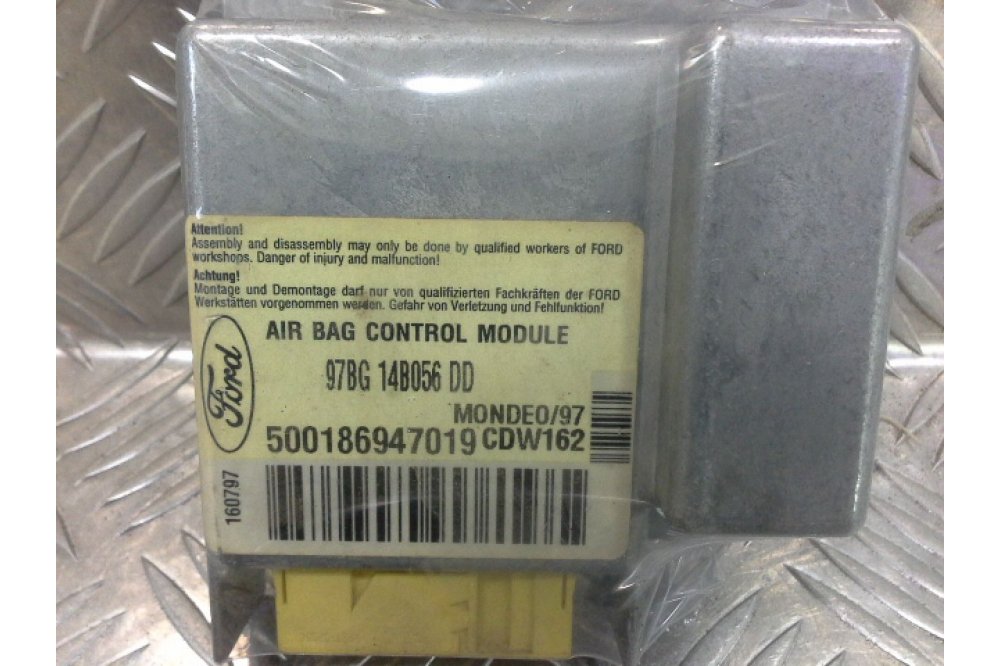 Attention!
Assembly and disassembly may only be done by qualified workers of FORD
workshops. Danger of injury and malfunction!
Achtung!
Montage und Demontage darf nur von qualifizierten Fachkräften der FORD
Werkstätten vorgenommen werden. Gefahr von Verletzung und Fehlfunktion!
Ford
AIR BAG CONTROL MODULE
97BG 14B056 DD
MONDEO/97
500186947019 CDW162
160797